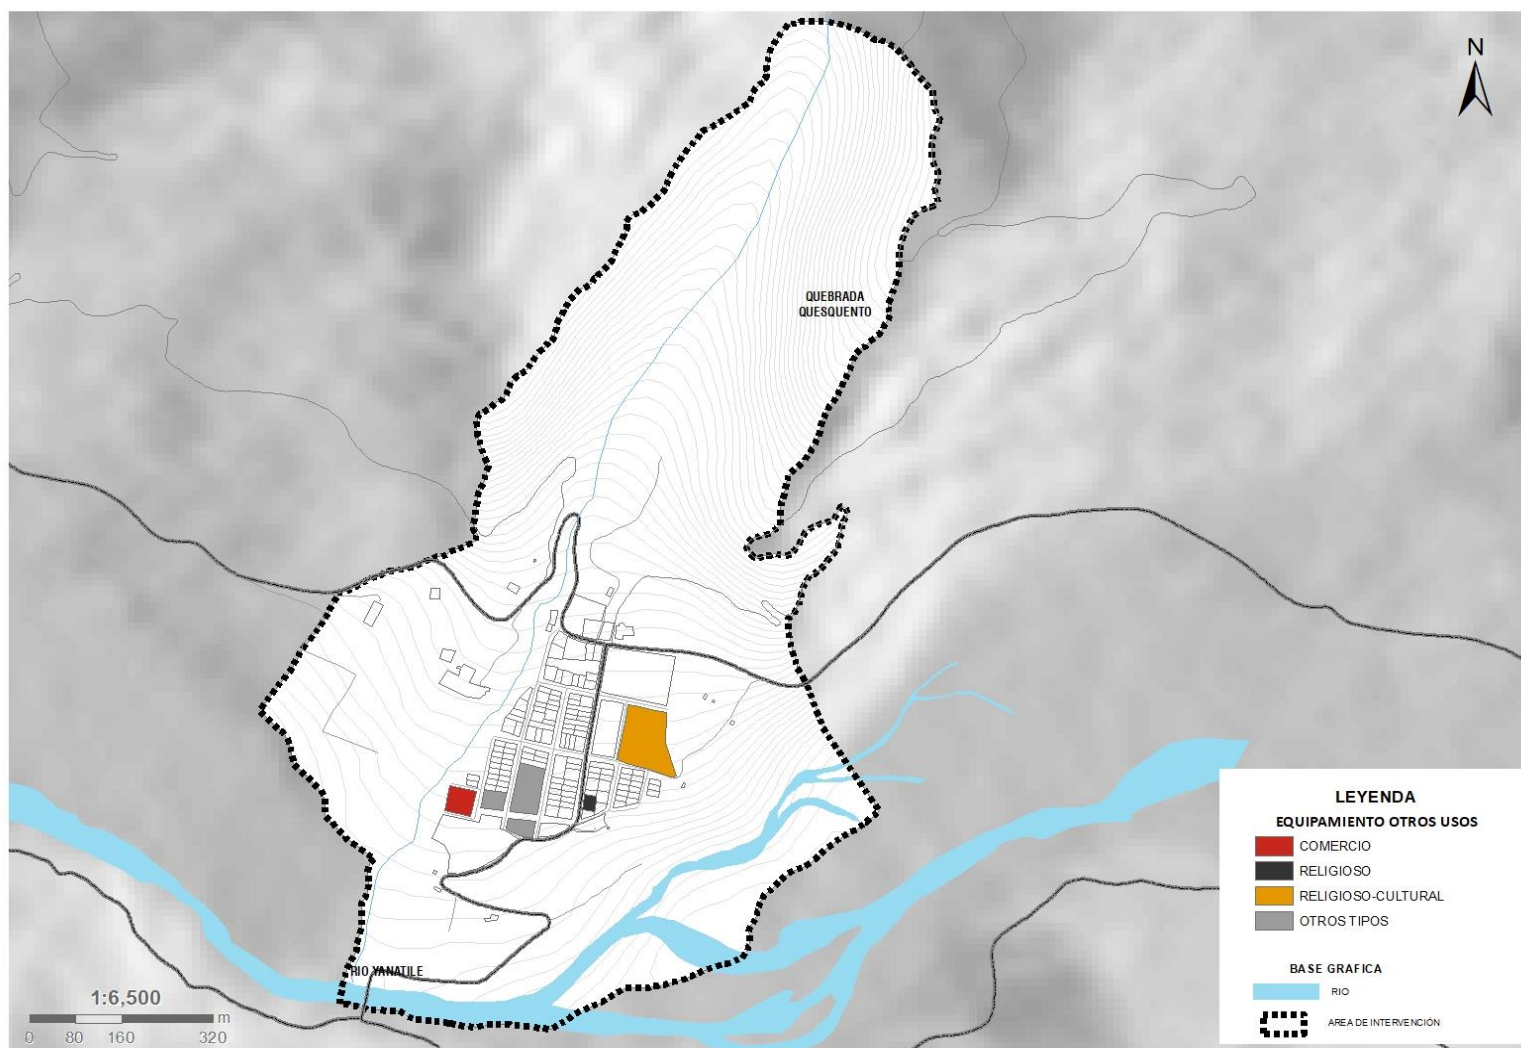 N
QUEBRADA
QUESQUENTO
RIO YANATILE
1:6,500
m
0 80 160 320
LEYENDA
EQUIPAMIENTO OTROS USOS
COMERCIO
RELIGIOSO
RELIGIOSO-CULTURAL
OTROS TIPOS
BASE GRAFICA
RIO
AREA DE INTERVENCIÓN